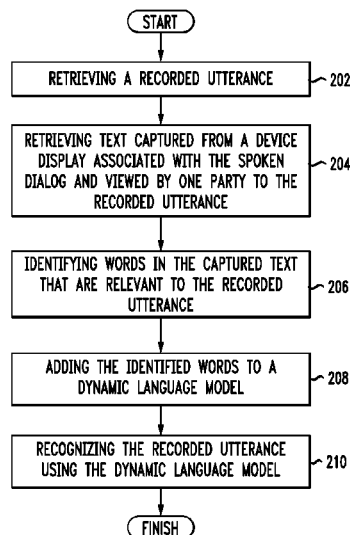 START
RETRIEVING A RECORDED UTTERANCE
202
RETRIEVING TEXT CAPTURED FROM A DEVICE
DISPLAY ASSOCIATED WITH THE SPOKEN
DIALOG AND VIEWED BY ONE PARTY TO THE
RECORDED UTTERANCE
204
IDENTIFYING WORDS IN THE CAPTURED TEXT
THAT ARE RELEVANT TO THE RECORDED
UTTERANCE
206
ADDING THE IDENTIFIED WORDS TO A
DYNAMIC LANGUAGE MODEL
208
RECOGNIZING THE RECORDED UTTERANCE
USING THE DYNAMIC LANGUAGE MODEL
210
FINISH